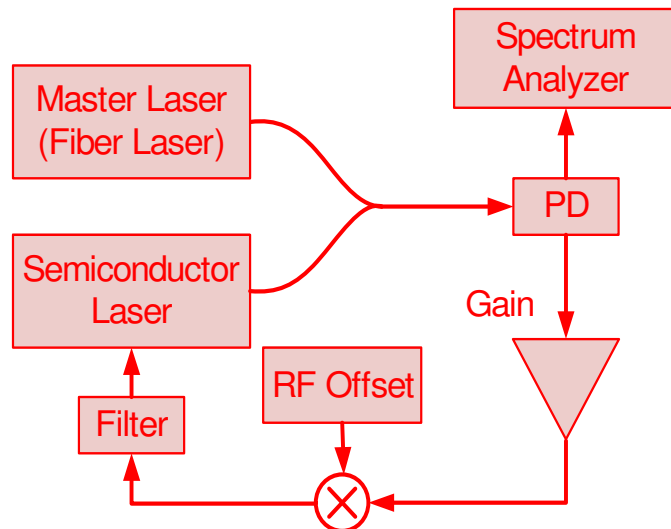 Spectrum
Analyzer
Master Laser
(Fiber Laser)
PD
Semiconductor
Laser
Gain
RF Offset
Filter